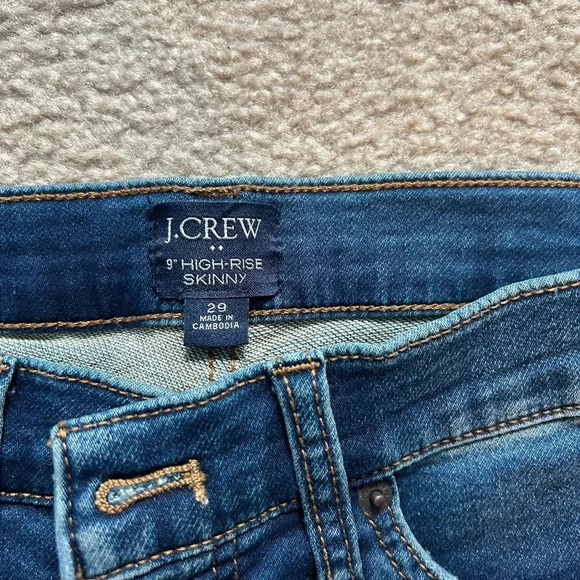 J.CREW
9" HIGH-RISE
SKINNY
29
MADE IN
CAMBODIA